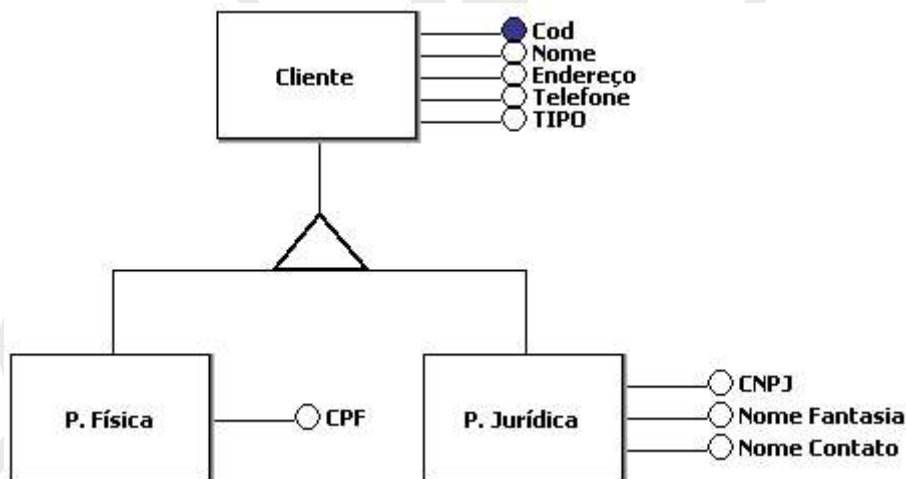 Cliente
Cod
Nome
Endereço
Telefone
TIPO
P. Física
CPF
P. Jurídica
CNPJ
Nome Fantasia
Nome Contato